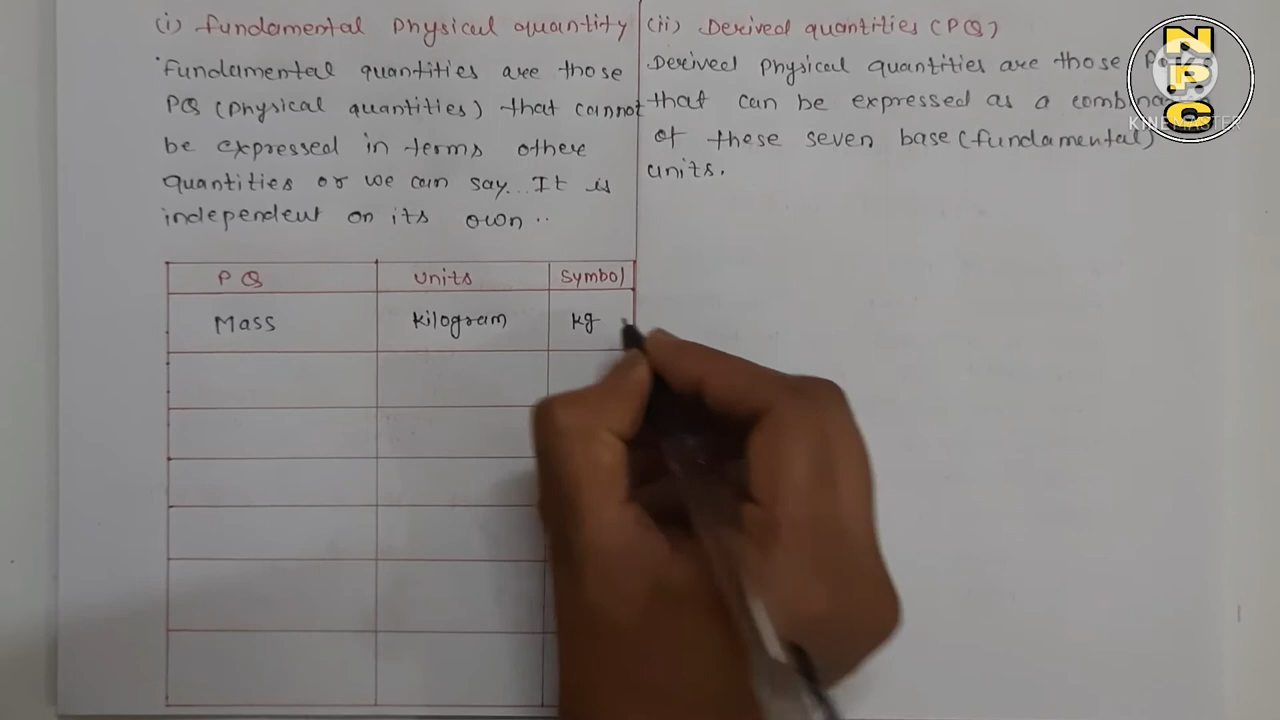 (i) Fundamental Physical quantity
Fundamental quantities are those
PQ (physical quantities) that cannot
be expressed in terms othere
quantities or we can say... It is
independent on its own ..
PQ Units Symbol
Mass kilogram kg
(ii) Derived quantities (PQ)
Derived Physical quantities are those
that can be expressed as a
of these seven base (fundamental)
units.
NPC
KINEMASTER